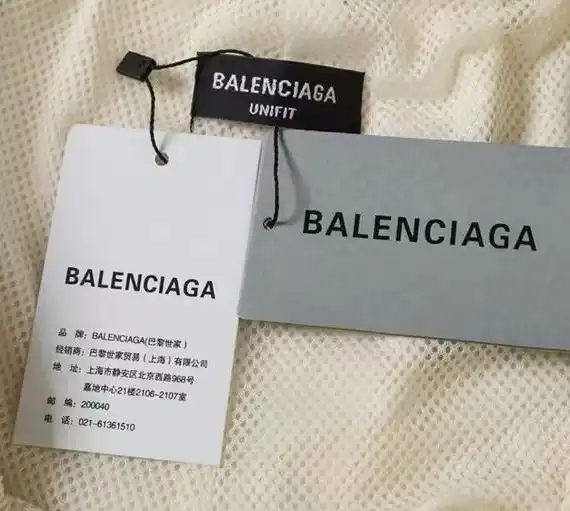 BALENCIAGA
UNIFIT
BALENCIAGA
BALENCIAGA
品 牌：BALENCIAGA(巴黎世家）
经销商：巴黎世家贸易（上海）有限公司
地 址：上海市静安区北京西路968号
嘉地中心21楼2106-2107室
邮 编：200040
电 话：021-61361510